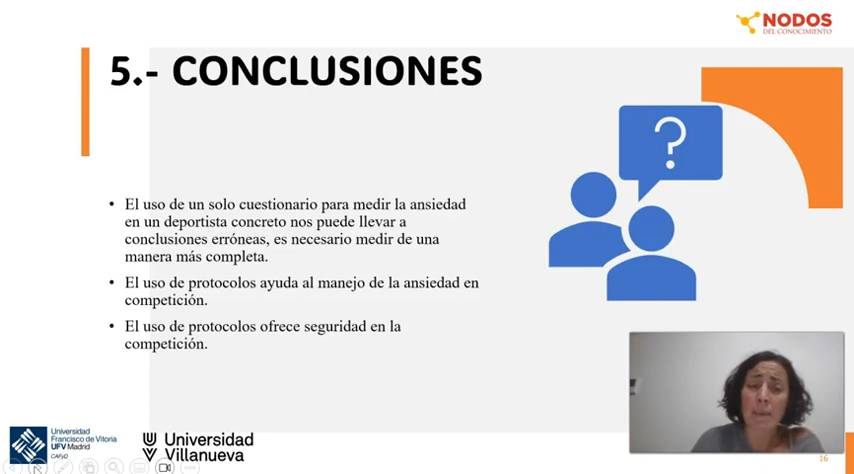 NODOS
DEL CONOCIMIENTO
5.- CONCLUSIONES
?
• El uso de un solo cuestionario para medir la ansiedad
en un deportista concreto nos puede llevar a
conclusiones erróneas, es necesario medir de una
manera más completa.
• El uso de protocolos ayuda al manejo de la ansiedad en
competición.
• El uso de protocolos ofrece seguridad en la
competición.
Universidad
Francisco de Vitoria
UFV Madrid
CAFyD
Universidad
Villanueva
16